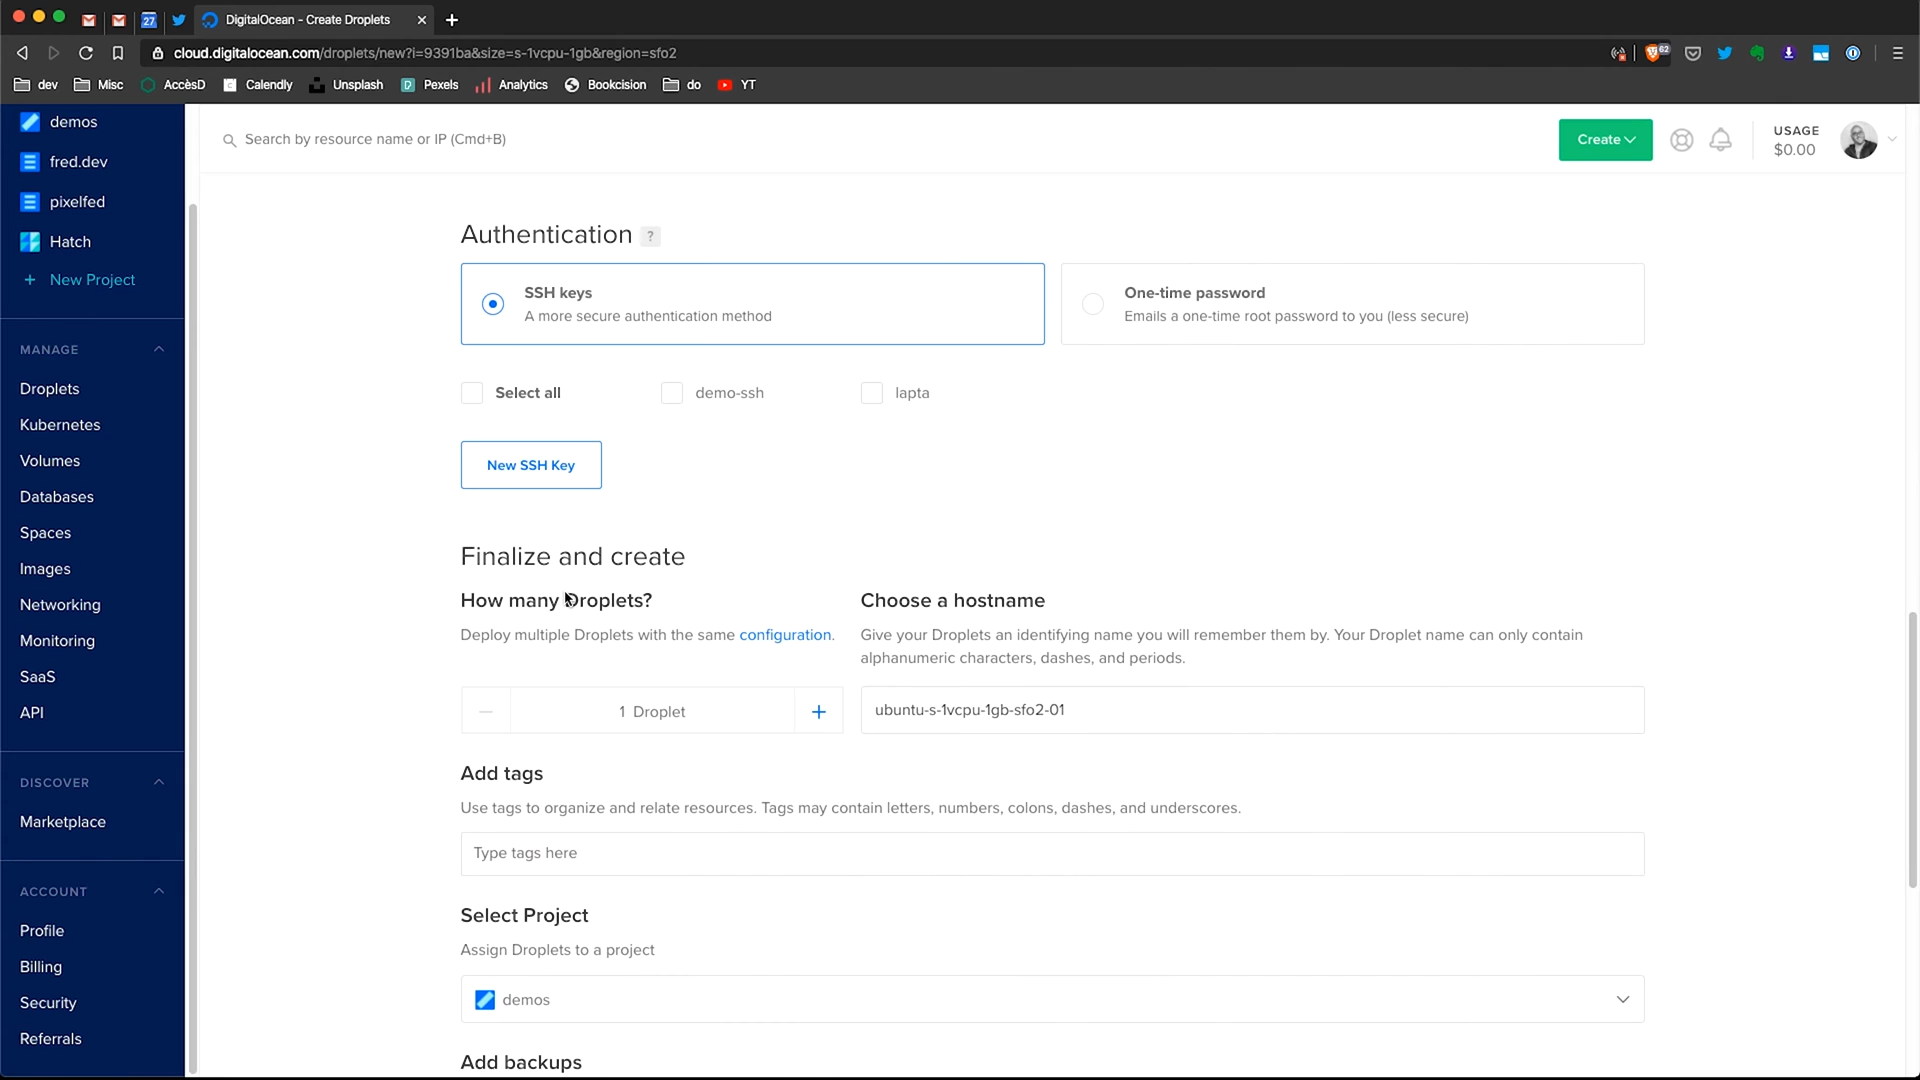 27
DigitalOcean - Create Droplets
cloud.digitalocean.com/droplets/new?i=9391ba&size=s-1vcpu-1gb&region=sfo2
62
dev
Misc
AccèsD
Calendly
Unsplash
Pexels
Analytics
Bookcision
do
YT
demos
fred.dev
pixelfed
Hatch
+ New Project
MANAGE
Droplets
Kubernetes
Volumes
Databases
Spaces
Images
Networking
Monitoring
SaaS
API
DISCOVER
Marketplace
ACCOUNT
Profile
Billing
Security
Referrals
Search by resource name or IP (Cmd+B)
Create
USAGE
$0.00
Authentication ?
SSH keys
A more secure authentication method
One-time password
Emails a one-time root password to you (less secure)
Select all
demo-ssh
lapta
New SSH Key
Finalize and create
How many Droplets?
Deploy multiple Droplets with the same configuration.
1 Droplet
Choose a hostname
Give your Droplets an identifying name you will remember them by. Your Droplet name can only contain
alphanumeric characters, dashes, and periods.
ubuntu-s-1vcpu-1gb-sfo2-01
Add tags
Use tags to organize and relate resources. Tags may contain letters, numbers, colons, dashes, and underscores.
Type tags here
Select Project
Assign Droplets to a project
demos
Add backups